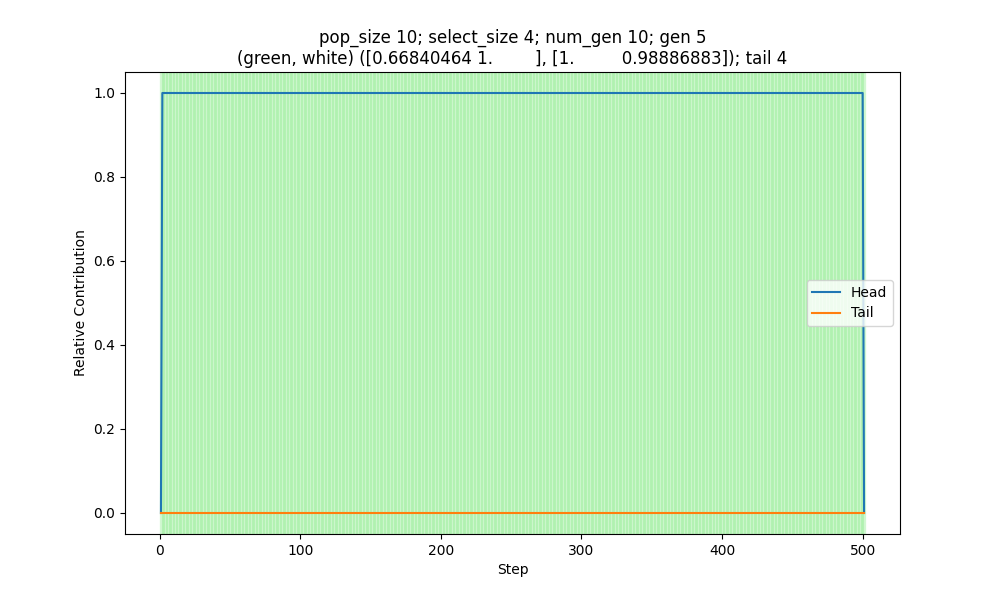 pop_size 10; select_size 4; num_gen 10; gen 5
(green, white) ([0.66840464 1.        ], [1.         0.98886883]); tail 4
1.0
0.8
0.6
0.4
0.2
0.0
Relative Contribution
Head
Tail
0
100
200
300
400
500
Step